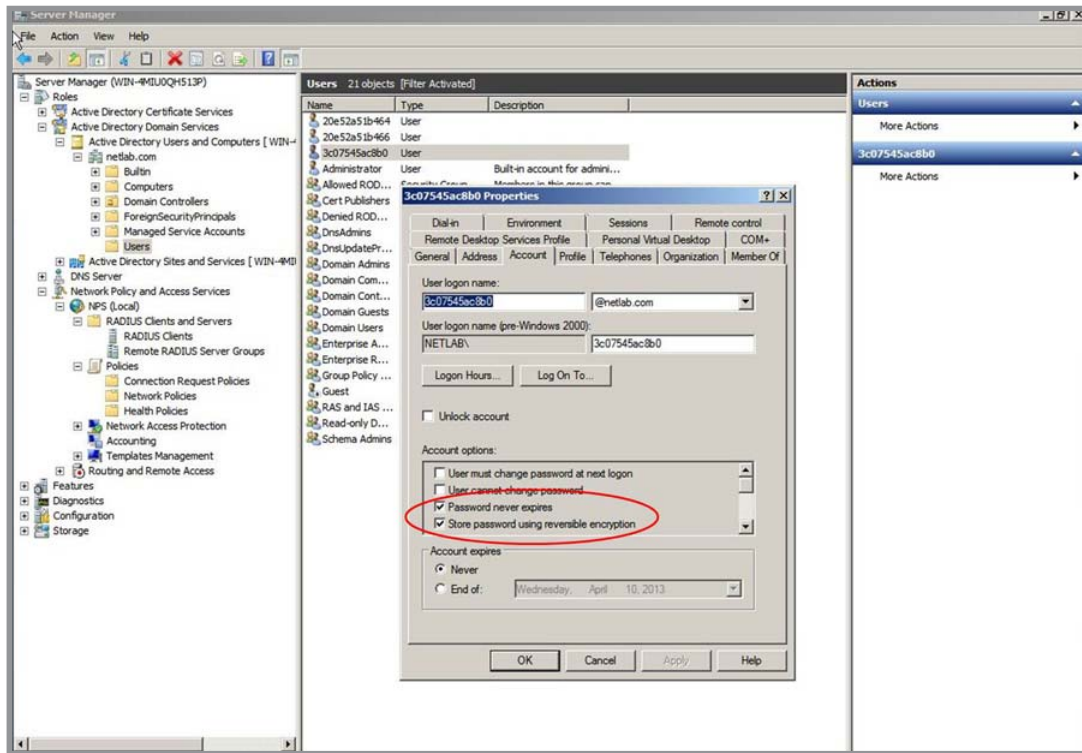 Server Manager
File Action View Help
Server Manager (WIN-4MIU0QH513P)
Roles
Active Directory Certificate Services
Active Directory Domain Services
Active Directory Users and Computers [ WIN-4
netlab.com
Builtin
Computers
Domain Controllers
ForeignSecurityPrincipals
Managed Service Accounts
Users
Active Directory Sites and Services [ WIN-4MI
DNS Server
Network Policy and Access Services
NPS (Local)
RADIUS Clients and Servers
RADIUS Clients
Remote RADIUS Server Groups
Policies
Connection Request Policies
Network Policies
Health Policies
Network Access Protection
Accounting
Templates Management
Routing and Remote Access
Features
Diagnostics
Configuration
Storage
Users 21 objects [Filter Activated]
Name Type Description
20e52a51b464 User
20e52a51b466 User
3c07545ac8b0 User
Administrator User Built-in account for admini...
Allowed ROD... Security Group Members in this group can...
Cert Publishers
Denied ROD...
DnsAdmins
DnsUpdatePr...
Domain Admins
Domain Com...
Domain Cont...
Domain Guests
Domain Users
Enterprise A...
Enterprise R...
Group Policy ...
Guest
RAS and IAS ...
Read-only D...
Schema Admins
3c07545ac8b0 Properties
Dial-in Environment Sessions Remote control
Remote Desktop Services Profile Personal Virtual Desktop COM+
General Address Account Profile Telephones Organization Member Of
User logon name:
3c07545ac8b0 @netlab.com
User logon name (pre-Windows 2000):
NETLAB\ 3c07545ac8b0
Logon Hours... Log On To...
Unlock account
Account options:
User must change password at next logon
User cannot change password
Password never expires
Store password using reversible encryption
Account expires
Never
End of: Wednesday, April 10, 2013
OK Cancel Apply Help
Actions
Users
More Actions
3c07545ac8b0
More Actions